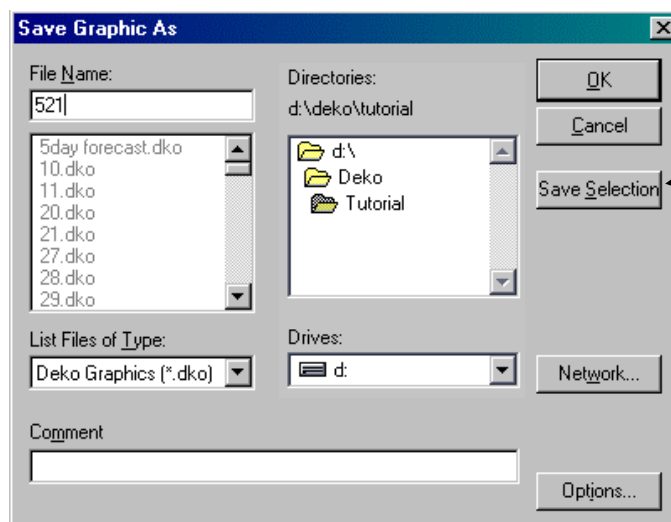 Save Graphic As
File Name:
521
5day forecast.dko
10.dko
11.dko
20.dko
21.dko
27.dko
28.dko
29.dko
List Files of Type:
Deko Graphics (*.dko)
Comment
Directories:
d:\deko\tutorial
d:\
Deko
Tutorial
Drives:
d:
OK
Cancel
Save Selection
Network...
Options...